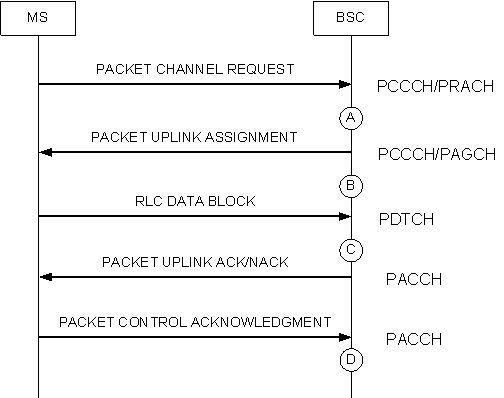 MS
BSC
PACKET CHANNEL REQUEST
PCCCH/PRACH
A
PACKET UPLINK ASSIGNMENT
PCCCH/PAGCH
B
RLC DATA BLOCK
PDTCH
C
PACKET UPLINK ACK/NACK
PACCH
PACKET CONTROL ACKNOWLEDGMENT
PACCH
D